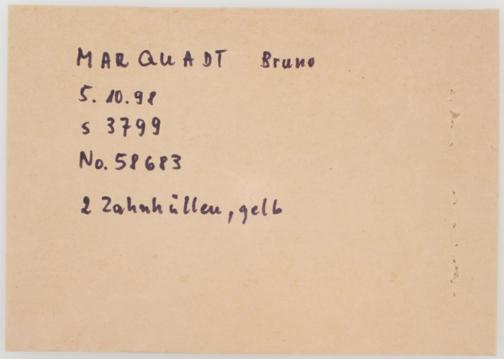 MARQUADT Bruno
5.10.98
s 3799
No. 58683
2 Zahnhüllen, gelb